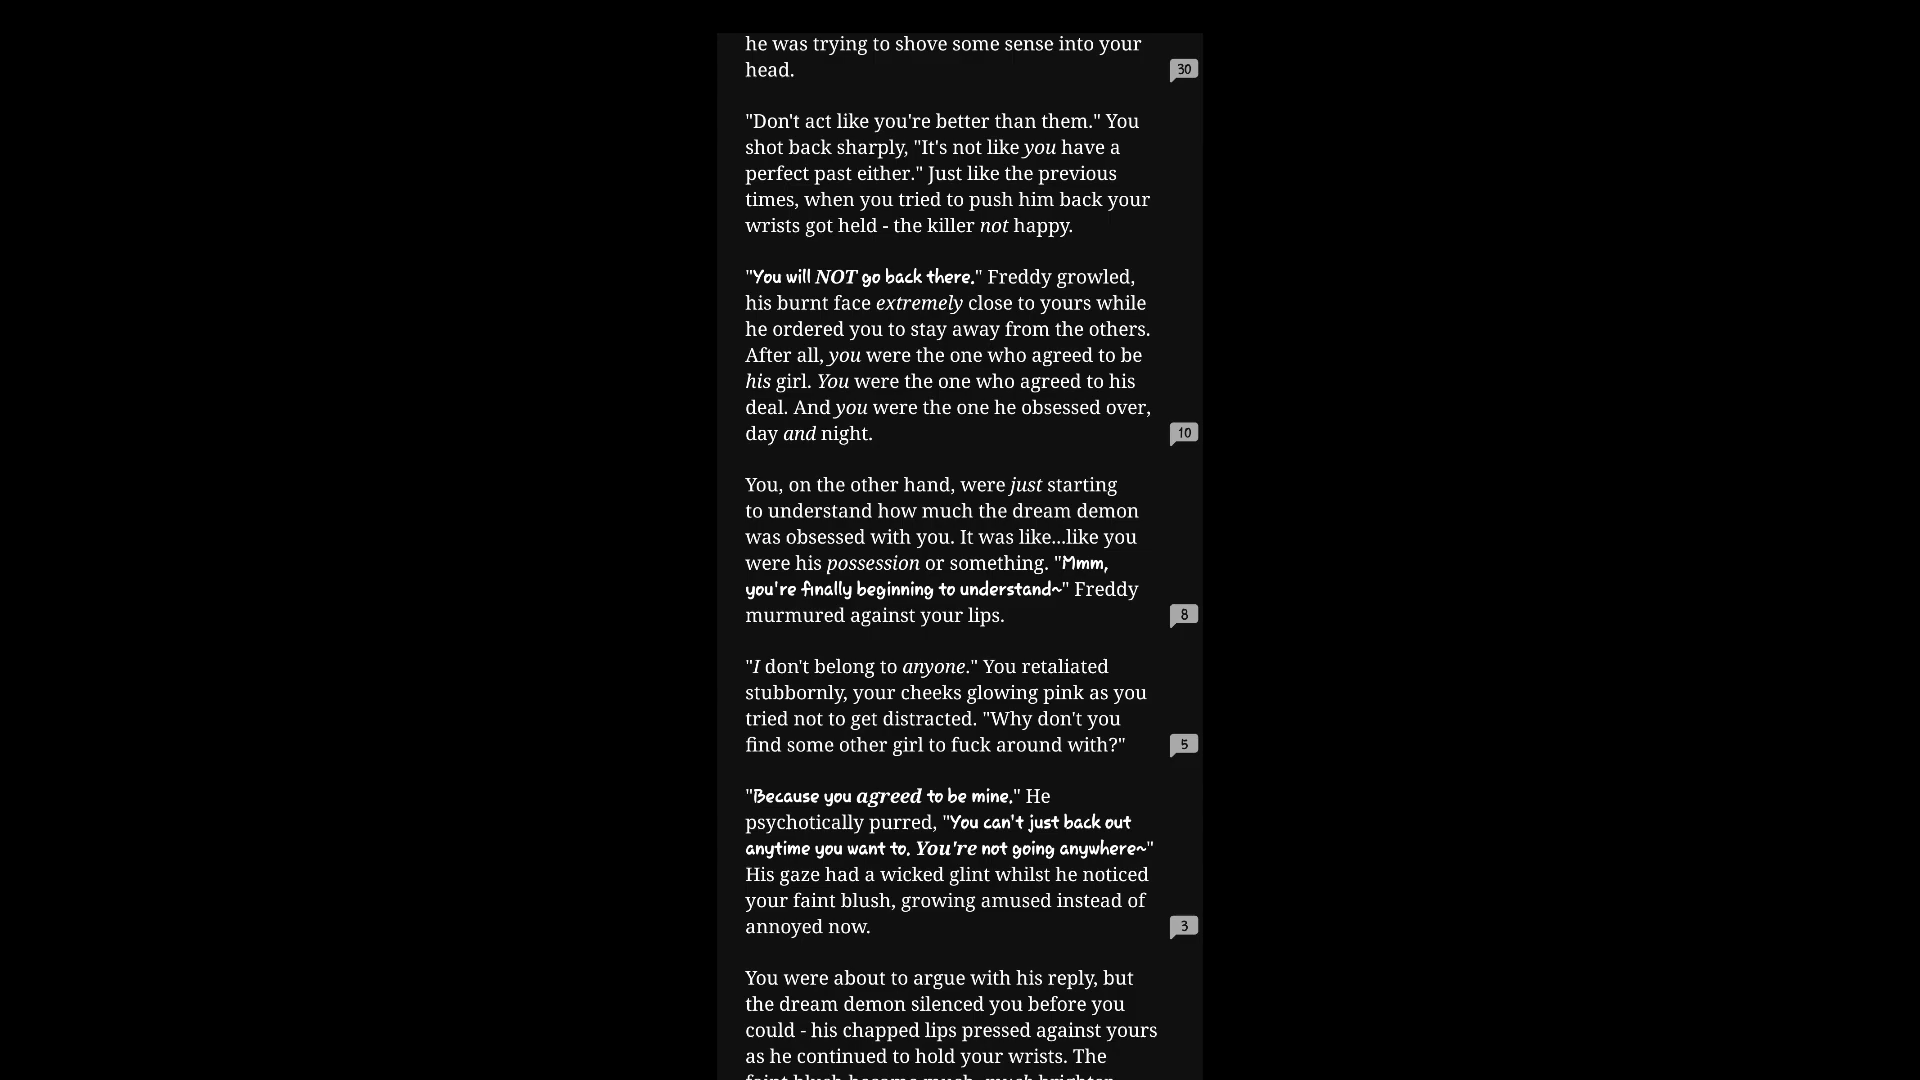 he was trying to shove some sense into your
head.
30
"Don't act like you're better than them." You
shot back sharply, "It's not like you have a
perfect past either." Just like the previous
times, when you tried to push him back your
wrists got held - the killer not happy.
"You will NOT go back there." Freddy growled,
his burnt face extremely close to yours while
he ordered you to stay away from the others.
After all, you were the one who agreed to be
his girl. You were the one who agreed to his
deal. And you were the one he obsessed over,
day and night.
10
You, on the other hand, were just starting
to understand how much the dream demon
was obsessed with you. It was like...like you
were his possession or something. "Mmm,
you're finally beginning to understand~" Freddy
murmured against your lips.
8
"I don't belong to anyone." You retaliated
stubbornly, your cheeks glowing pink as you
tried not to get distracted. "Why don't you
find some other girl to fuck around with?"
5
"Because you agreed to be mine." He
psychotically purred, "You can't just back out
anytime you want to. You're not going anywhere~"
His gaze had a wicked glint whilst he noticed
your faint blush, growing amused instead of
annoyed now.
3
You were about to argue with his reply, but
the dream demon silenced you before you
could - his chapped lips pressed against yours
as he continued to hold your wrists. The